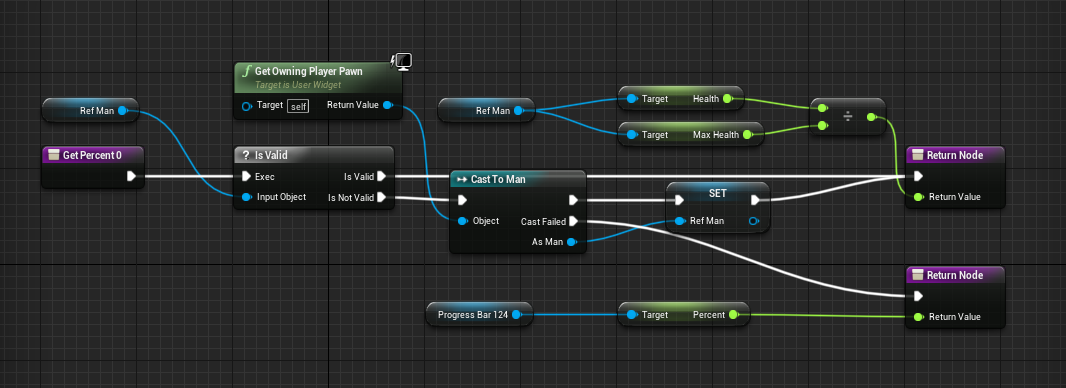 Get Owning Player Pawn
Target is User Widget
Target self Return Value
Ref Man
Ref Man
Target Health
Target Max Health
÷
Get Percent 0
? Is Valid
Exec Is Valid
Input Object Is Not Valid
Cast To Man
Object Cast Failed
As Man
SET
Ref Man
Return Node
Return Value
Progress Bar 124
Target Percent
Return Node
Return Value